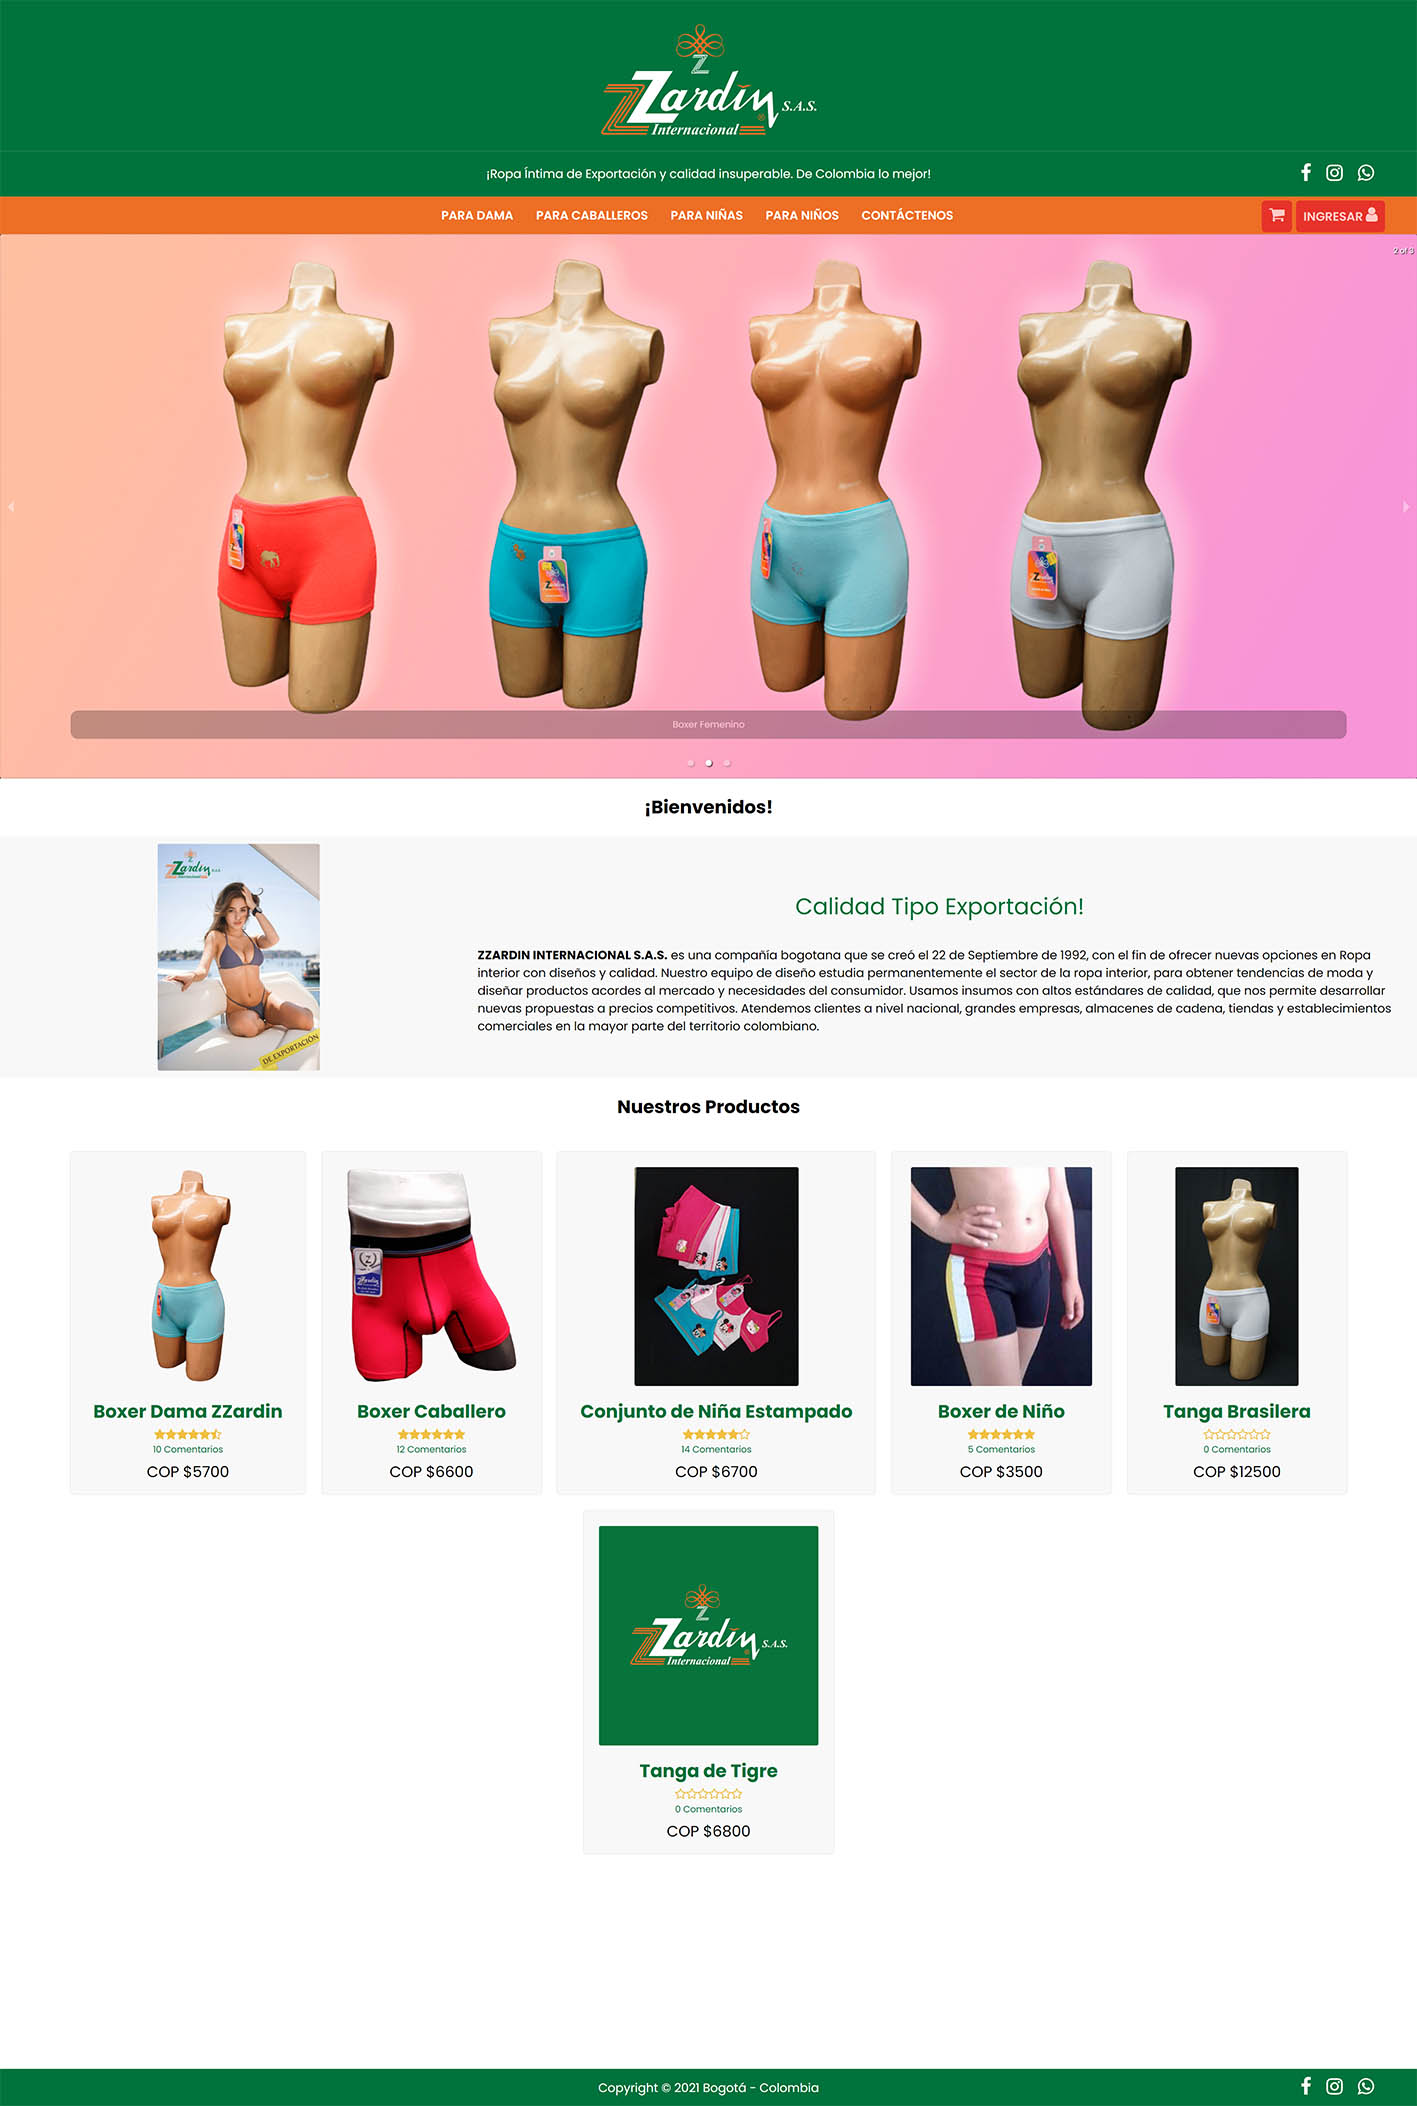 Z
ZZardin S.A.S.
Internacional ®
¡Ropa Íntima de Exportación y calidad insuperable. De Colombia lo mejor!
PARA DAMA PARA CABALLEROS PARA NIÑAS PARA NIÑOS CONTÁCTENOS INGRESAR
2 of 3
Boxer Femenino
¡Bienvenidos!
ZZardin S.A.S.
Internacional
DE EXPORTACIÓN
Calidad Tipo Exportación!
ZZARDIN INTERNACIONAL S.A.S. es una compañía bogotana que se creó el 22 de Septiembre de 1992, con el fin de ofrecer nuevas opciones en Ropa
interior con diseños y calidad. Nuestro equipo de diseño estudia permanentemente el sector de la ropa interior, para obtener tendencias de moda y
diseñar productos acordes al mercado y necesidades del consumidor. Usamos insumos con altos estándares de calidad, que nos permite desarrollar
nuevas propuestas a precios competitivos. Atendemos clientes a nivel nacional, grandes empresas, almacenes de cadena, tiendas y establecimientos
comerciales en la mayor parte del territorio colombiano.
Nuestros Productos
Boxer Dama ZZardin
10 Comentarios
COP $5700
Boxer Caballero
12 Comentarios
COP $6600
Conjunto de Niña Estampado
14 Comentarios
COP $6700
Boxer de Niño
5 Comentarios
COP $3500
Tanga Brasilera
0 Comentarios
COP $12500
Z
ZZardin S.A.S.
Internacional ®
Tanga de Tigre
0 Comentarios
COP $6800
Copyright © 2021 Bogotá - Colombia